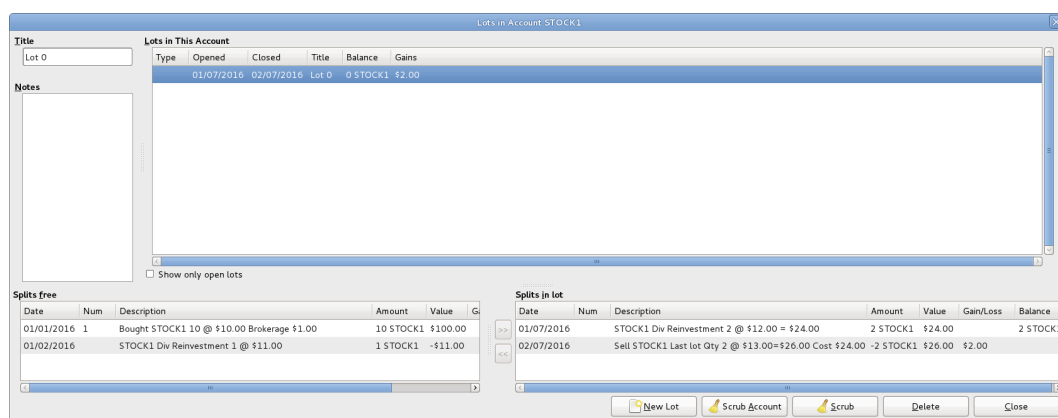 Lots in Account STOCK1
Title
Lot 0
Notes
Lots in This Account
Type Opened Closed Title Balance Gains
01/07/2016 02/07/2016 Lot 0 0 STOCK1 $2.00
Show only open lots
Splits free
Date Num Description Amount Value G
01/01/2016 1 Bought STOCK1 10 @ $10.00 Brokerage $1.00 10 STOCK1 $100.00
01/02/2016 STOCK1 Div Reinvestment 1 @ $11.00 1 STOCK1 -$11.00
>>
<<
Splits in lot
Date Num Description Amount Value Gain/Loss Balance
01/07/2016 STOCK1 Div Reinvestment 2 @ $12.00 = $24.00 2 STOCK1 $24.00 2 STOCK
02/07/2016 Sell STOCK1 Last lot Qty 2 @ $13.00=$26.00 Cost $24.00 -2 STOCK1 $26.00 $2.00
New Lot
Scrub Account
Scrub
Delete
Close